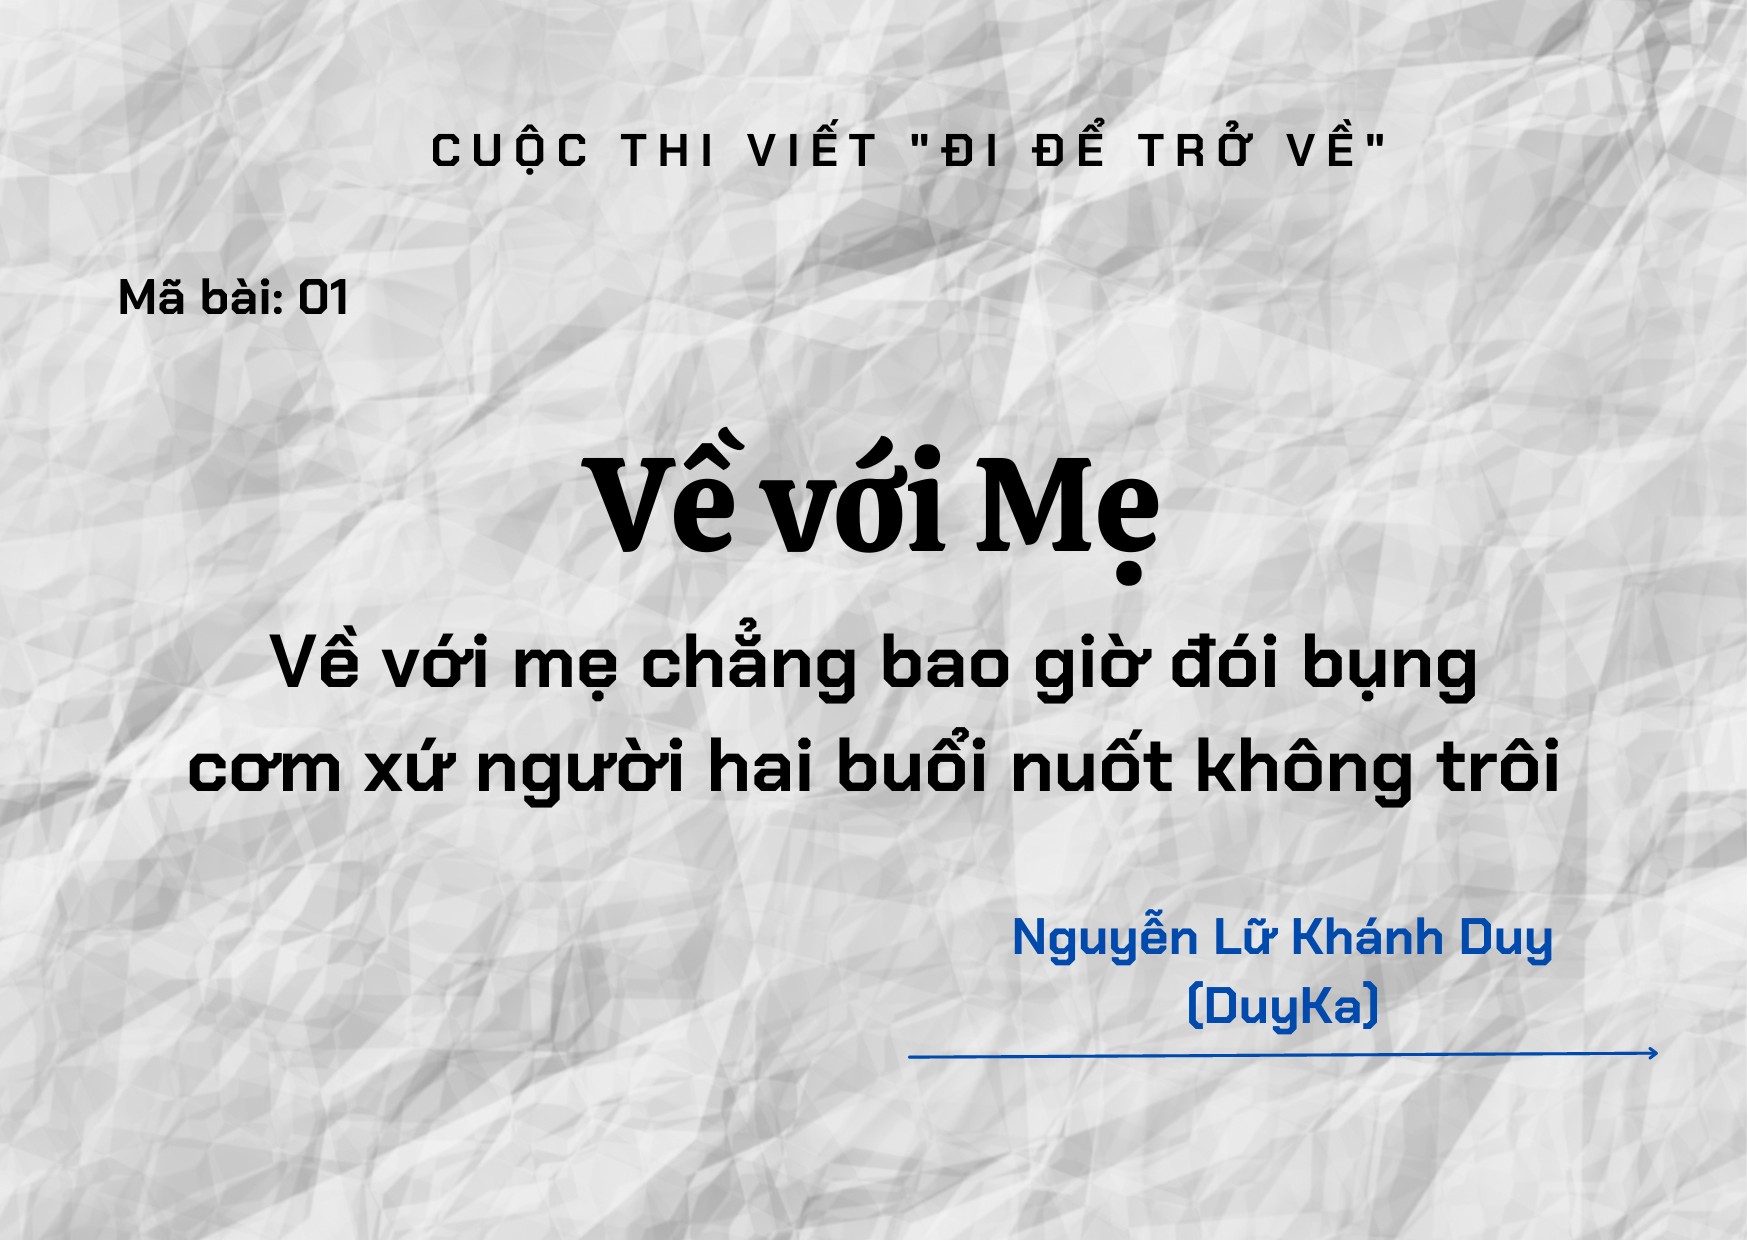 CUỘC THI VIẾT "ĐI ĐỂ TRỞ VỀ"
Mã bài: 01
Về với Mẹ
Về với mẹ chẳng bao giờ đói bụng
cơm xứ người hai buổi nuốt không trôi
Nguyễn Lữ Khánh Duy
(DuyKa)